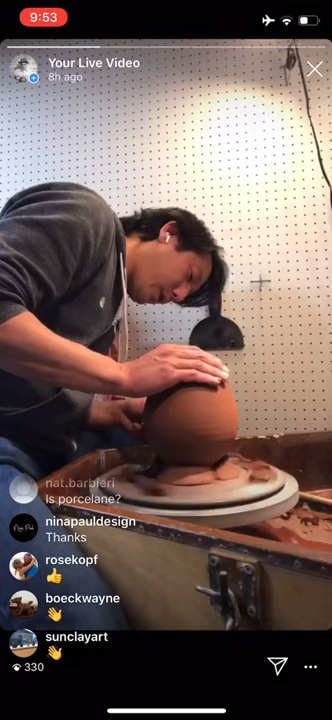 9:53
Your Live Video
8h ago
nat.barbieri
Is porcelane?
ninapauldesign
Thanks
rosekopf
👍
boeckwayne
👋
sunclayart
👋
330